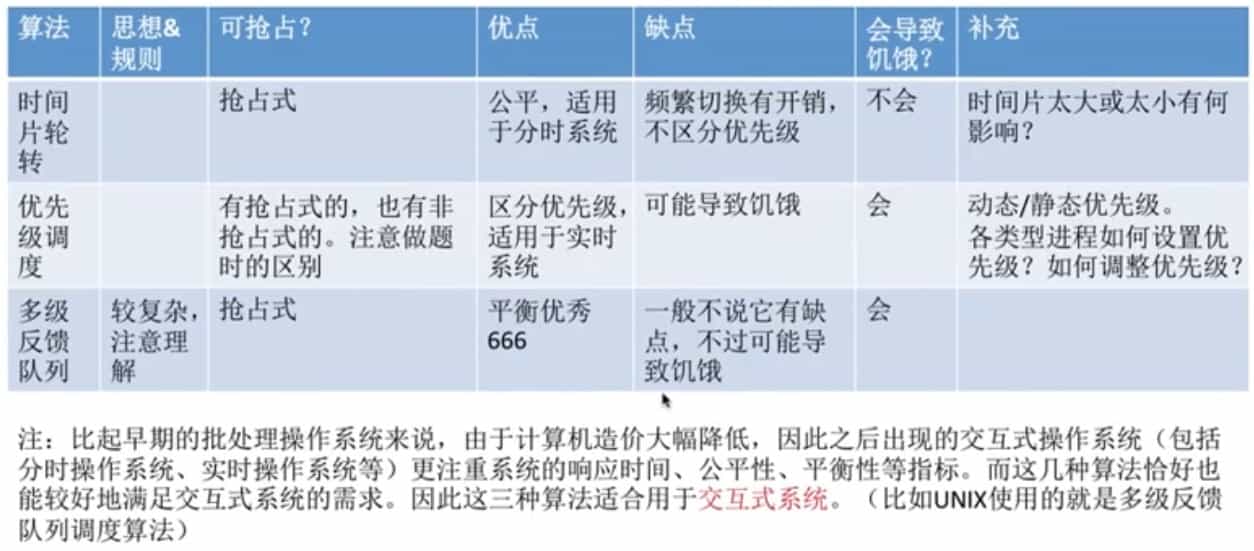 算法 思想& 可抢占？ 优点 缺点 会导致 补充
规则 饥饿？
时间 抢占式 公平，适用 频繁切换有开销， 不会 时间片太大或太小有何
片轮 于分时系统 不区分优先级 影响？
转
优先 有抢占式的，也有非 区分优先级， 可能导致饥饿 会 动态/静态优先级。
级调 抢占式的。注意做题 适用于实时 各类型进程如何设置优
度 时的区别 系统 先级？如何调整优先级？
多级 较复杂， 抢占式 平衡优秀 一般不说它有缺 会
反馈 注意理 666 点，不过可能导
队列 解 致饥饿
注：比起早期的批处理操作系统来说，由于计算机造价大幅降低，因此之后出现的交互式操作系统（包括
分时操作系统、实时操作系统等）更注重系统的响应时间、公平性、平衡性等指标。而这几种算法恰好也
能较好地满足交互式系统的需求。因此这三种算法适合用于交互式系统。（比如UNIX使用的就是多级反馈
队列调度算法）